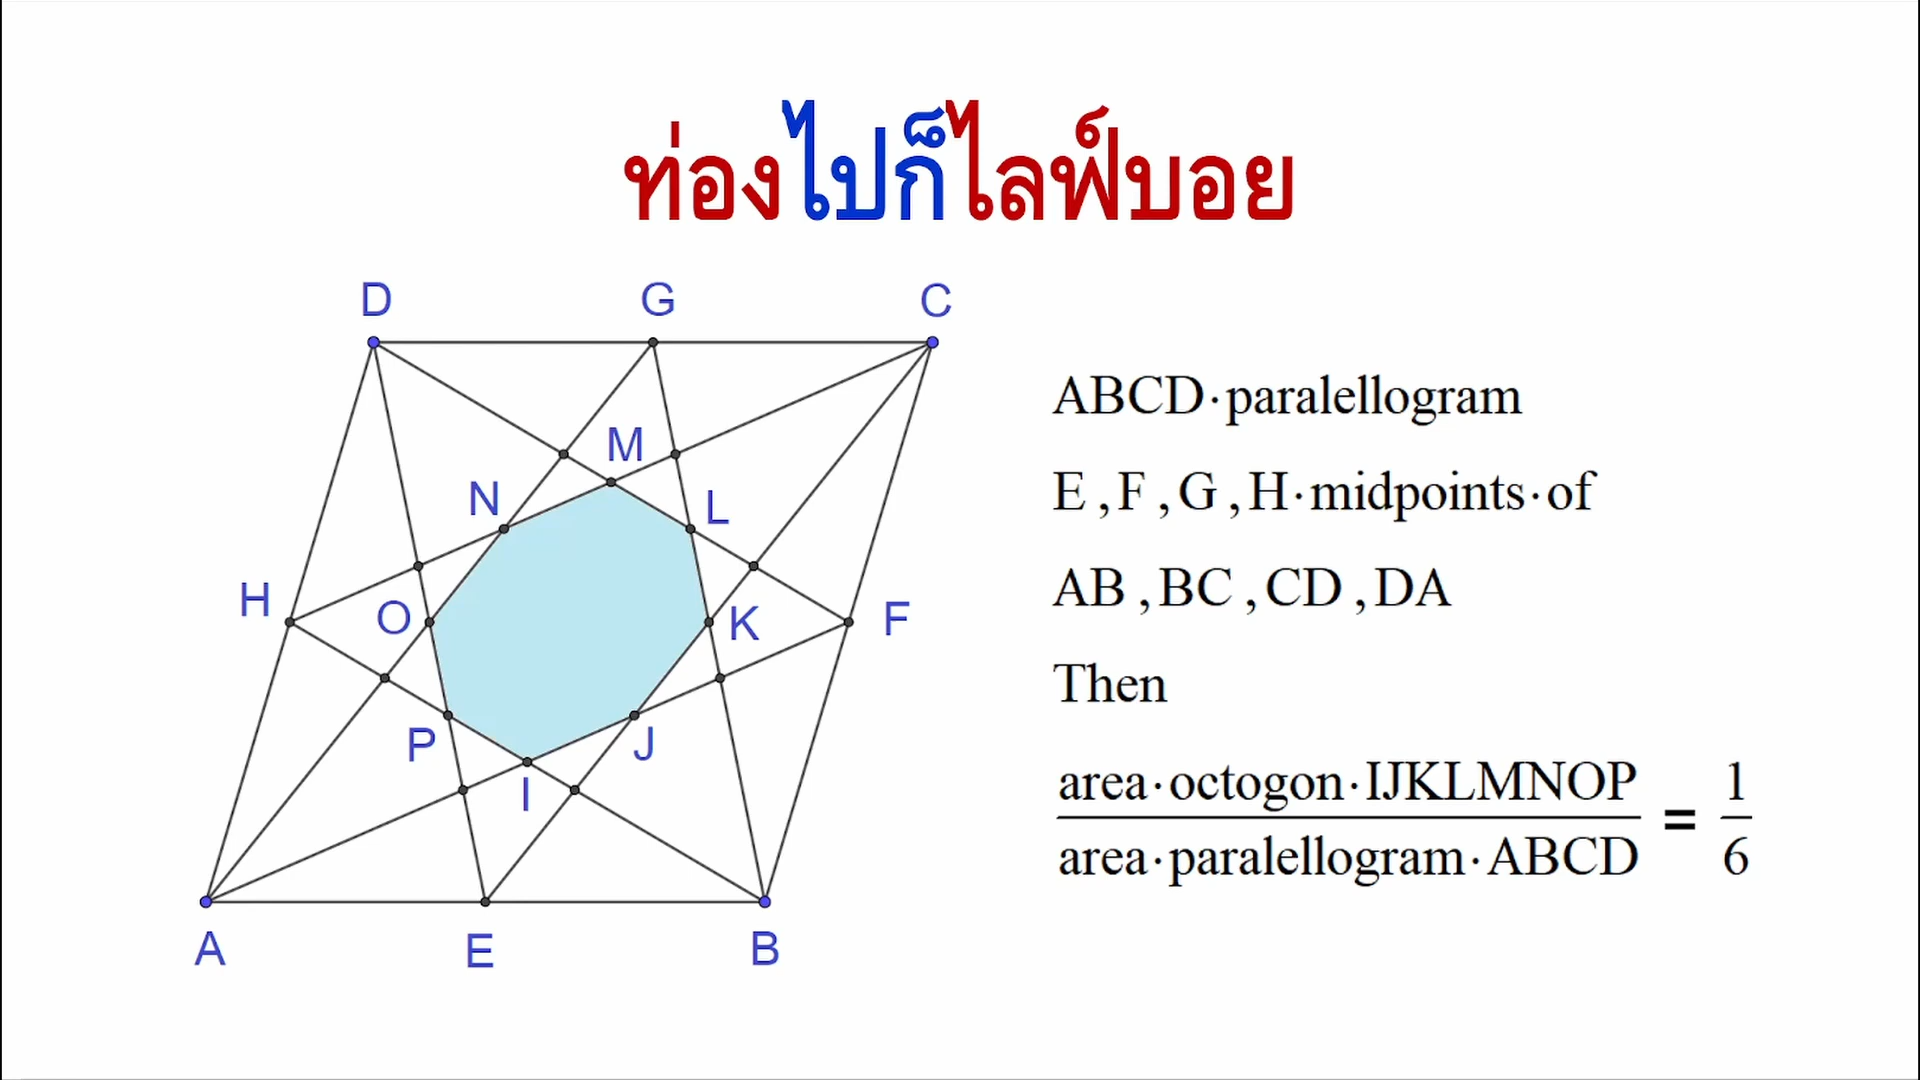 ท่องไปก็ไลฟ์บอย
D G C
M
N L
H O K F
P J
I
A E B
ABCD·paralellogram
E ,F ,G ,H·midpoints·of
AB ,BC ,CD ,DA
Then
area·octogon·IJKLMNOP
area·paralellogram·ABCD
= 1
6